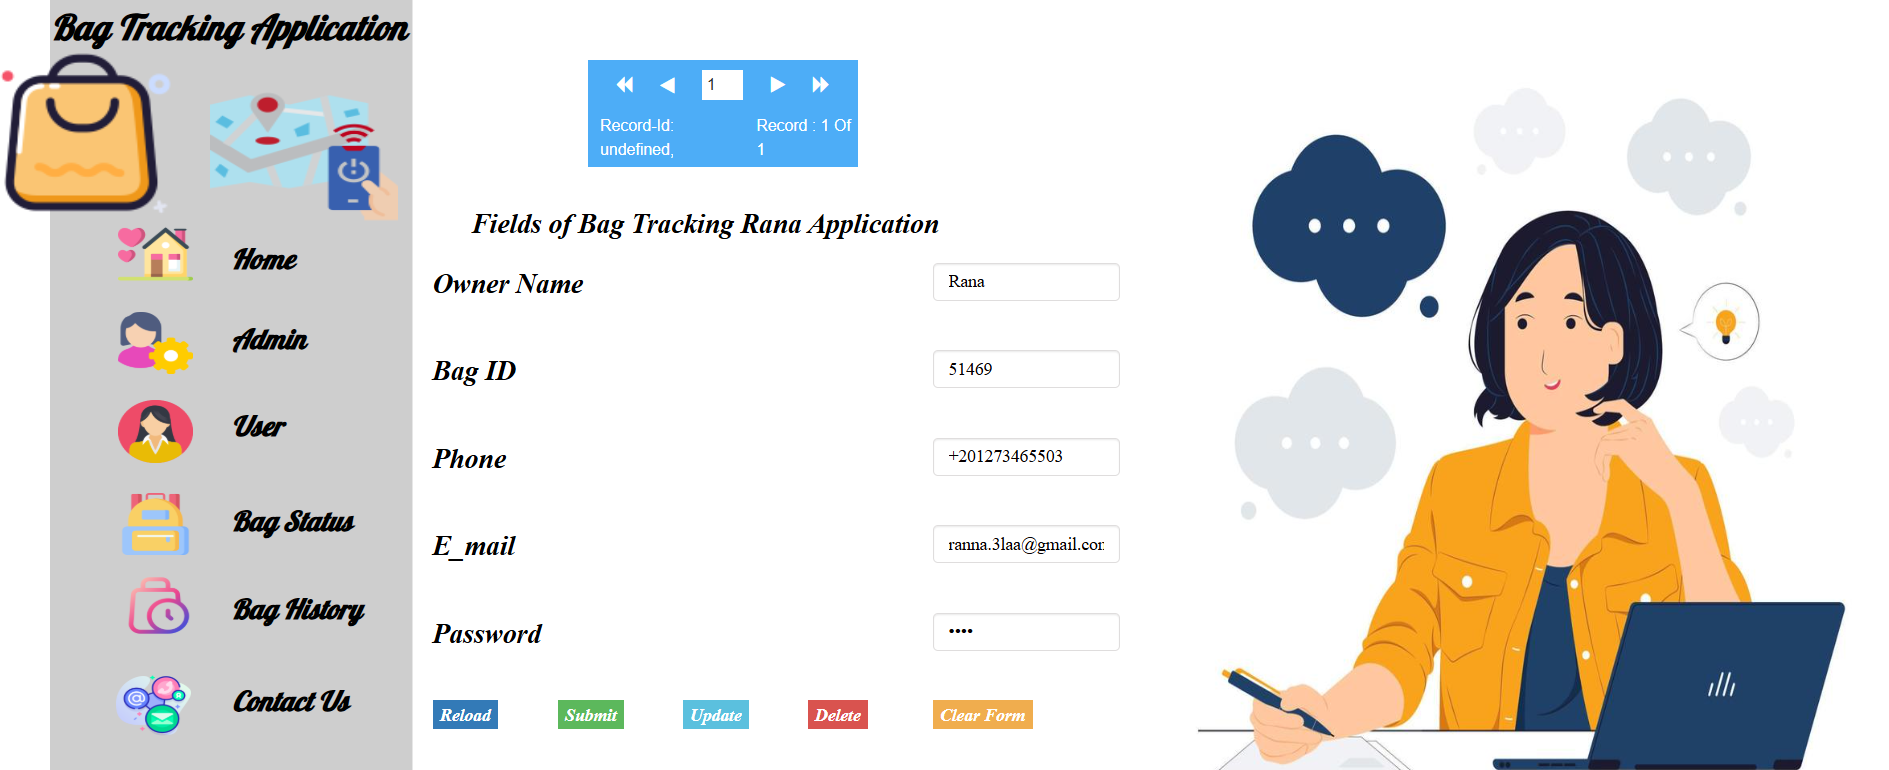 Bag Tracking Application
Home
Admin
User
Bag Status
Bag History
Contact Us
1
Record-Id:
undefined,
Record : 1 Of
1
Fields of Bag Tracking Rana Application
Owner Name
Rana
Bag ID
51469
Phone
+201273465503
E_mail
ranna.3laa@gmail.com
Password
••••
Reload
Submit
Update
Delete
Clear Form